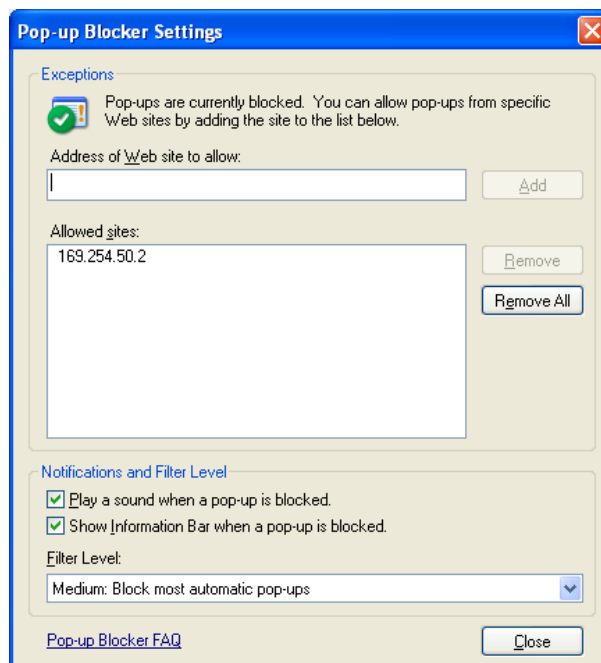 Pop-up Blocker Settings
Exceptions
Pop-ups are currently blocked. You can allow pop-ups from specific
Web sites by adding the site to the list below.
Address of Web site to allow:
Add
Allowed sites:
169.254.50.2
Remove
Remove All
Notifications and Filter Level
Play a sound when a pop-up is blocked.
Show Information Bar when a pop-up is blocked.
Filter Level:
Medium: Block most automatic pop-ups
Pop-up Blocker FAQ
Close